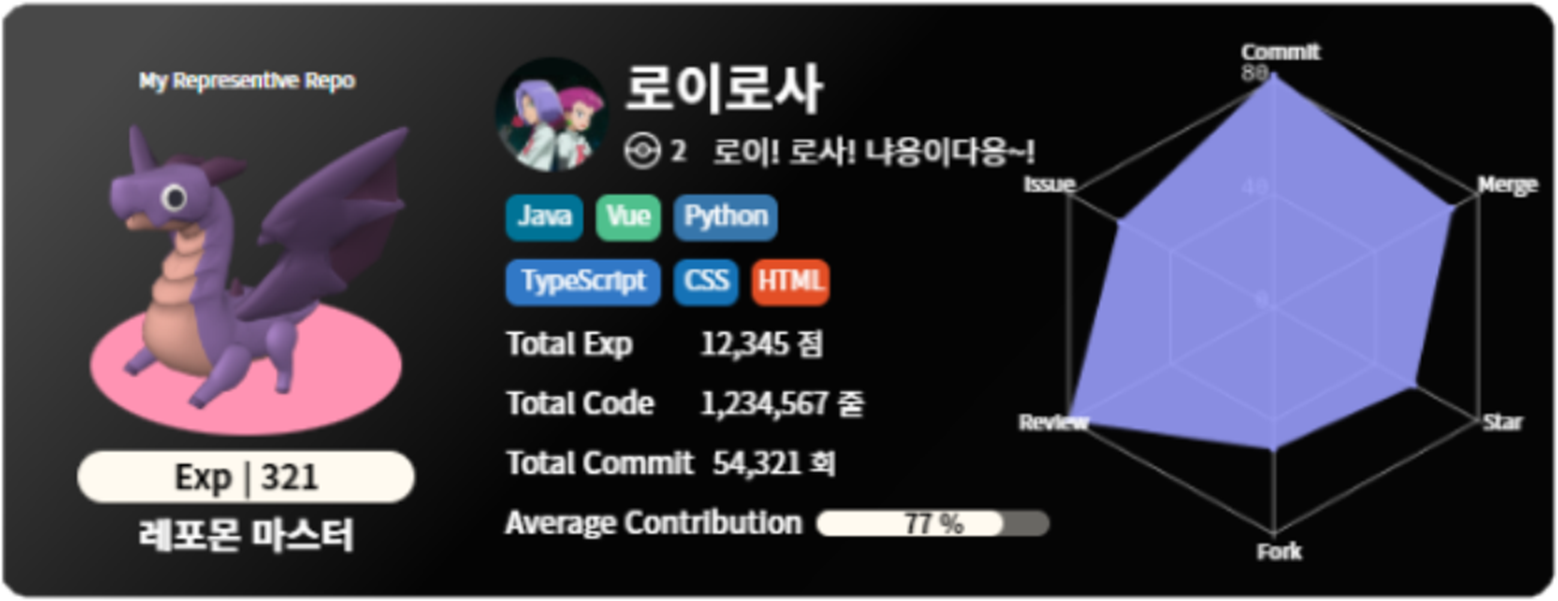 My Representive Repo
Exp | 321
레포몬 마스터
로이로사
2 로이! 로사! 냐옹이다옹~!
Java Vue Python
TypeScript CSS HTML
Total Exp 12,345 점
Total Code 1,234,567 줄
Total Commit 54,321 회
Average Contribution 77 %
Commit
80
Issue
40
Merge
0
Review
Star
Fork